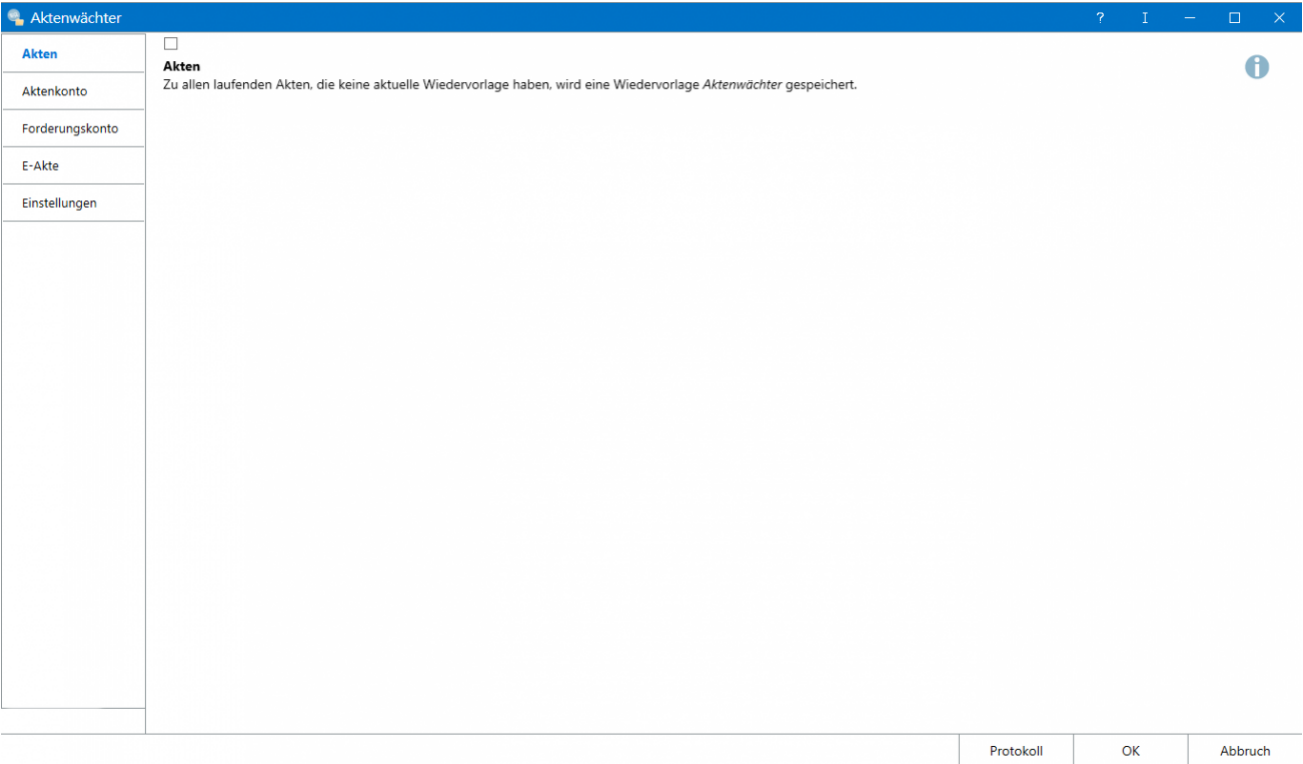 Aktenwächter
Akten
Aktenkonto
Forderungskonto
E-Akte
Einstellungen
Akten
Zu allen laufenden Akten, die keine aktuelle Wiedervorlage haben, wird eine Wiedervorlage Aktenwächter gespeichert.
Protokoll
OK
Abbruch